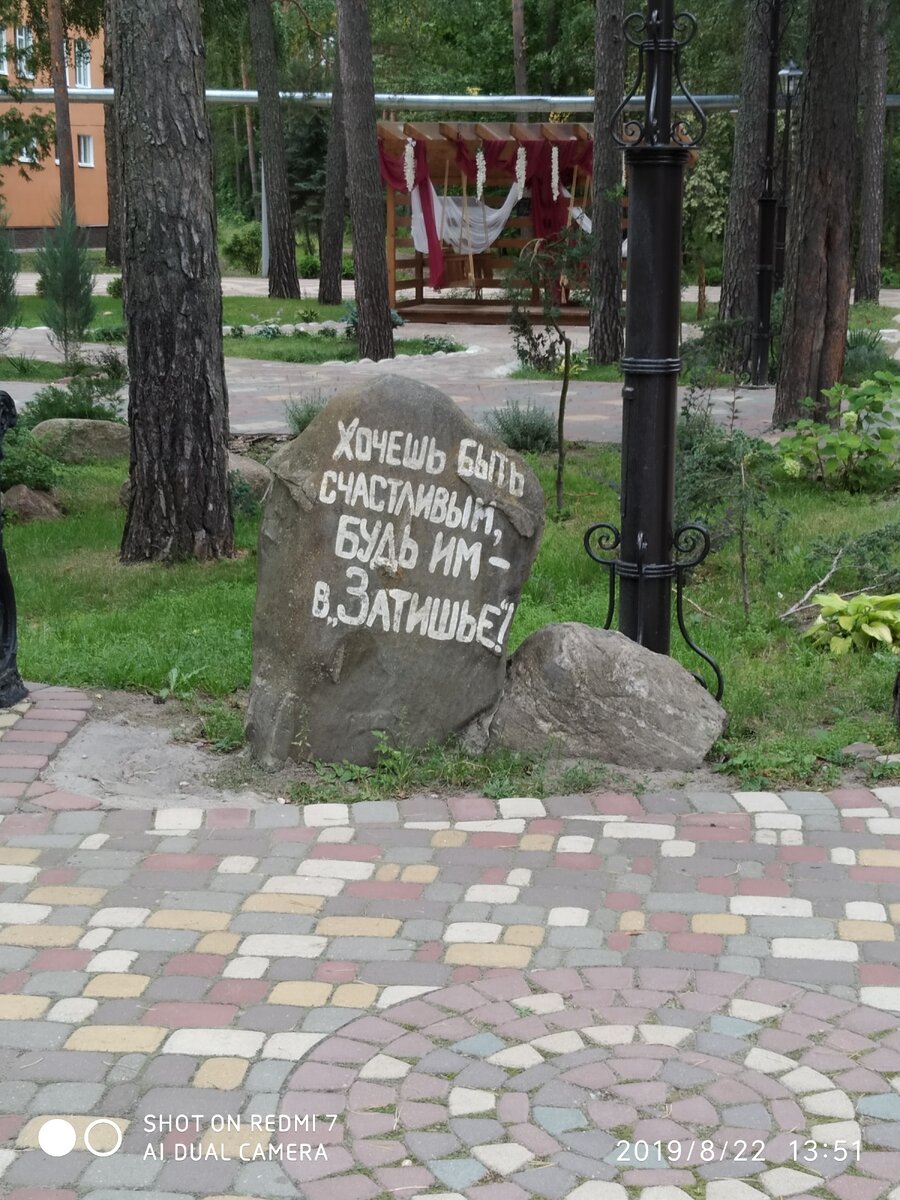 Хочешь быть
счастливым,
будь им –
в „Затишье"!
SHOT ON REDMI 7
AI DUAL CAMERA
2019/8/22 13:51